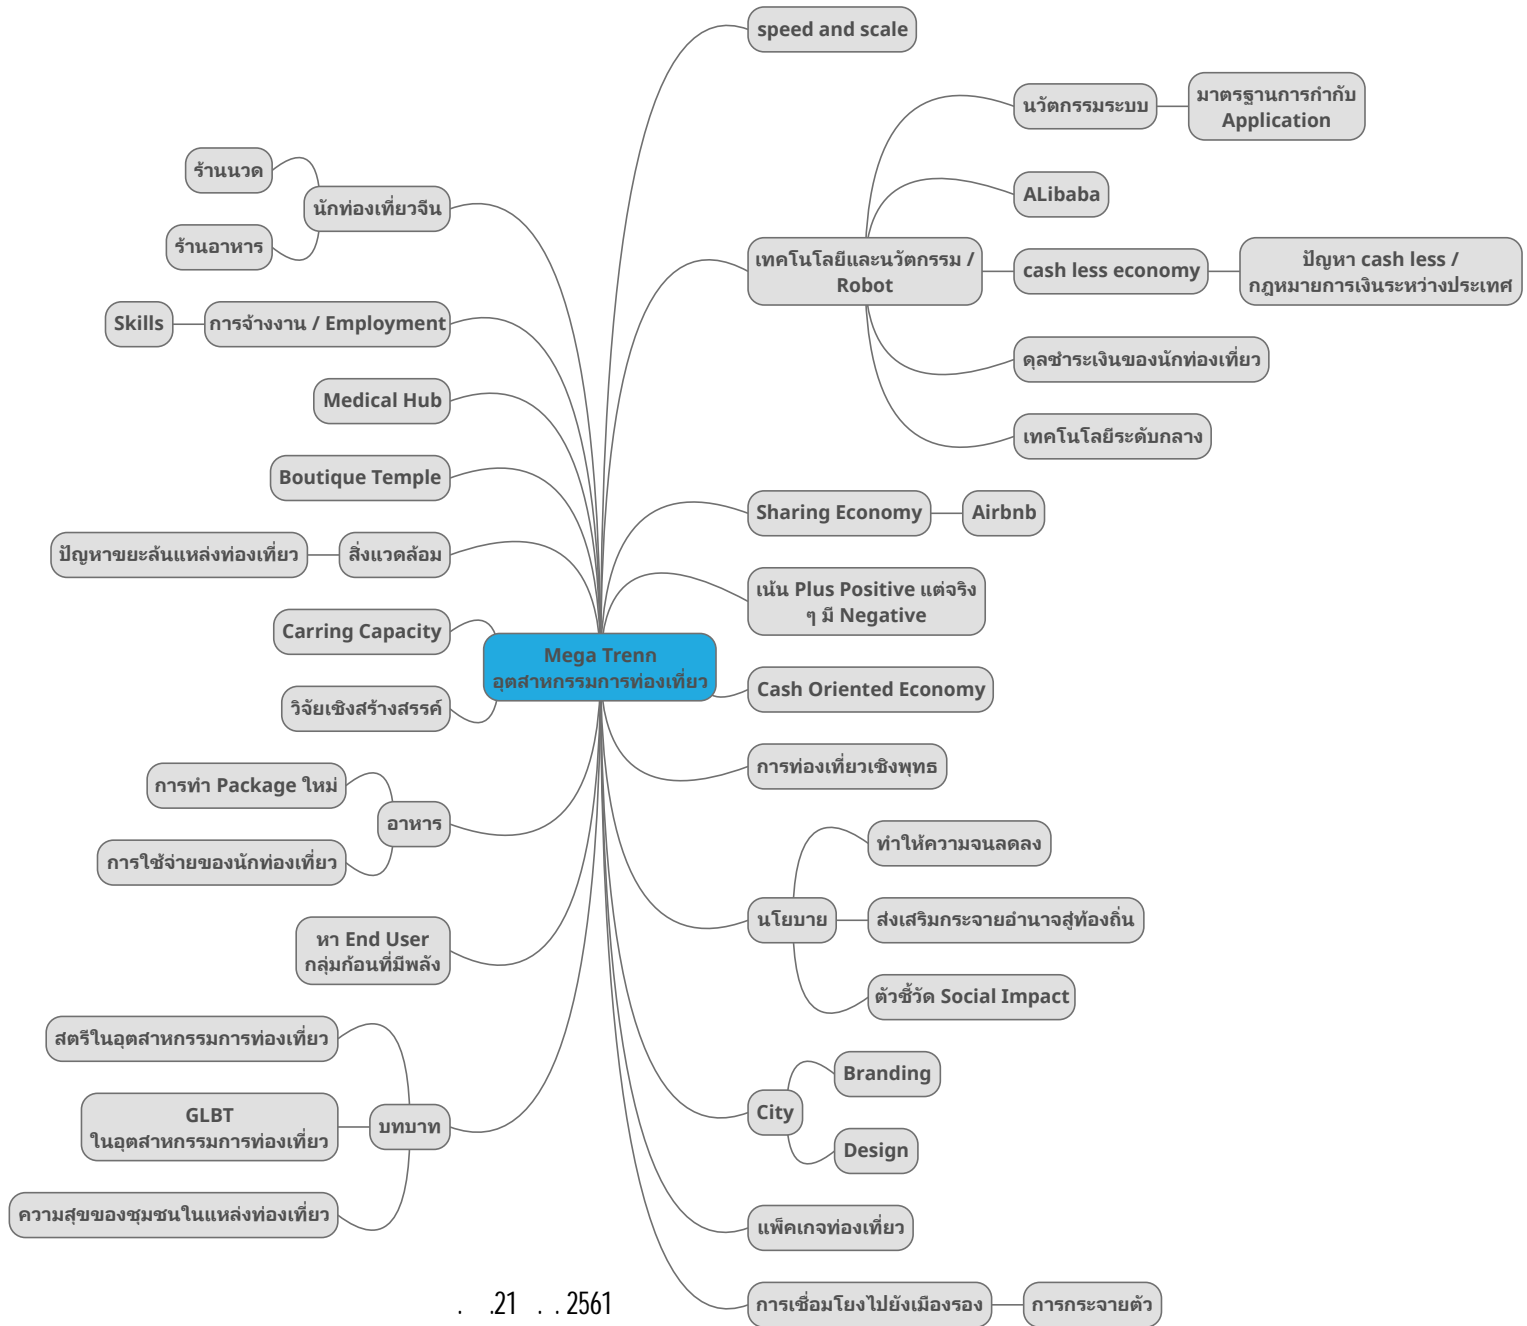 speed and scale
นวัตกรรมระบบ
มาตรฐานการกำกับ
Application
ALibaba
เทคโนโลยีและนวัตกรรม /
Robot
cash less economy
ปัญหา cash less /
กฎหมายการเงินระหว่างประเทศ
ดุลชำระเงินของนักท่องเที่ยว
เทคโนโลยีระดับกลาง
Sharing Economy
Airbnb
เน้น Plus Positive แต่จริง
ๆ มี Negative
Cash Oriented Economy
การท่องเที่ยวเชิงพุทธ
นโยบาย
ทำให้ความจนลดลง
ส่งเสริมกระจายอำนาจสู่ท้องถิ่น
ตัวชี้วัด Social Impact
City
Branding
Design
แพ็คเกจท่องเที่ยว
การเชื่อมโยงไปยังเมืองรอง
การกระจายตัว
Mega Trenก
อุตสาหกรรมการท่องเที่ยว
นักท่องเที่ยวจีน
ร้านนวด
ร้านอาหาร
การจ้างงาน / Employment
Skills
Medical Hub
Boutique Temple
สิ่งแวดล้อม
ปัญหาขยะล้นแหล่งท่องเที่ยว
Carring Capacity
วิจัยเชิงสร้างสรรค์
อาหาร
การทำ Package ใหม่
การใช้จ่ายของนักท่องเที่ยว
หา End User
กลุ่มก้อนที่มีพลัง
บทบาท
สตรีในอุตสาหกรรมการท่องเที่ยว
GLBT
ในอุตสาหกรรมการท่องเที่ยว
ความสุขของชุมชนในแหล่งท่องเที่ยว
. .21 . . 2561